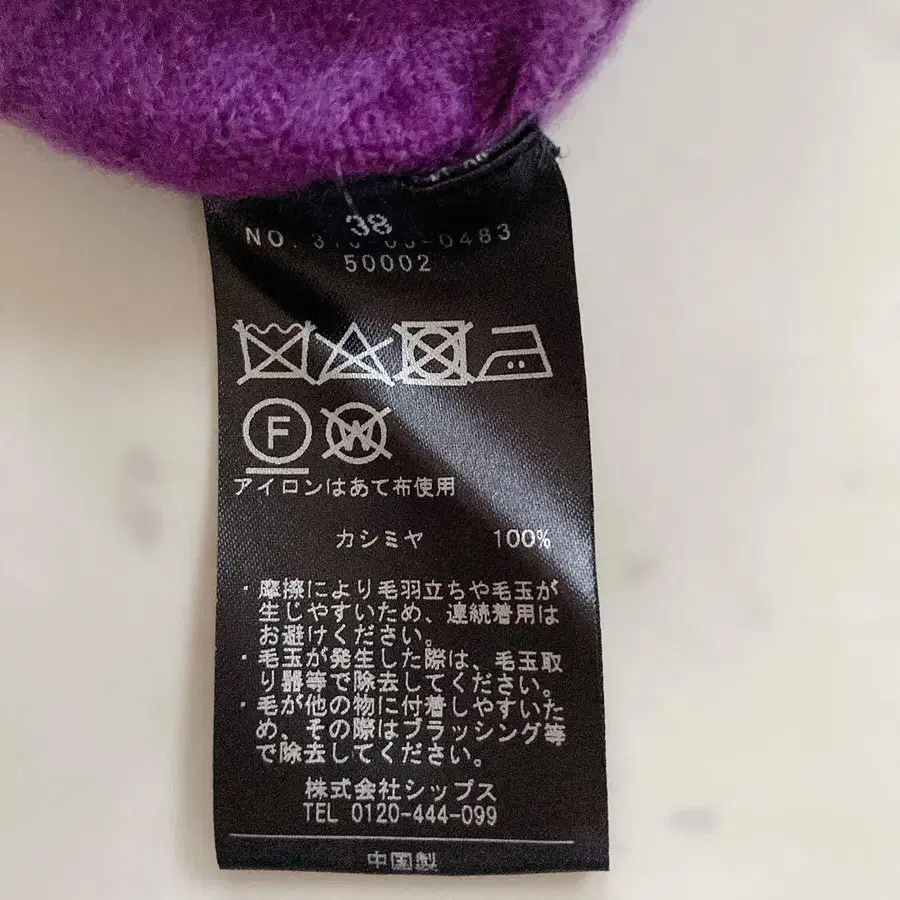 38
NO.
0483
50002
F
W
アイロンはあて布使用
カシミヤ 100%
・摩擦により毛羽立ちや毛玉が
生じやすいため、連続着用は
お避けください。
・毛玉が発生した際は、毛玉取
り器等で除去してください。
・毛が他の物に付着しやすいた
め、その際はブラッシング等
で除去してください。
株式会社シップス
TEL 0120-444-099
中国製